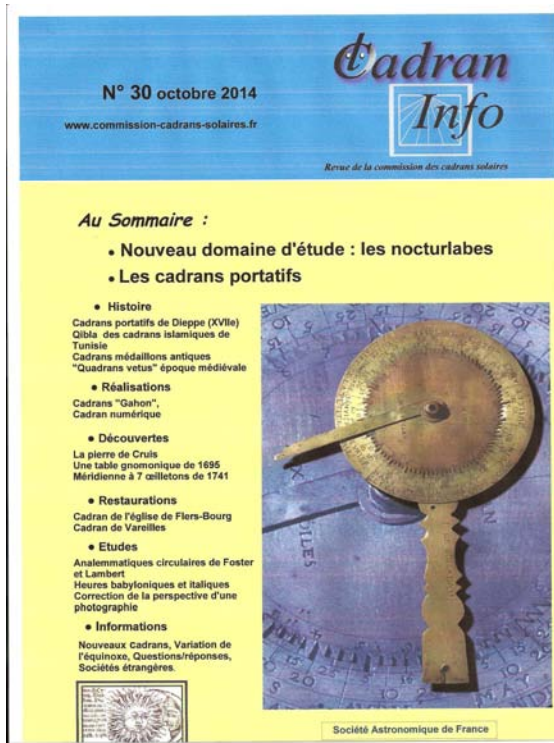 Cadran
Info
N° 30 octobre 2014
www.commission-cadrans-solaires.fr
Revue de la commission des cadrans solaires
Au Sommaire :
• Nouveau domaine d'étude : les nocturlabes
• Les cadrans portatifs
• Histoire
Cadrans portatifs de Dieppe (XVIIe)
Qibla des cadrans islamiques de
Tunisie
Cadrans médaillons antiques
"Quadrans vetus" époque médiévale
• Réalisations
Cadrans "Gahon",
Cadran numérique
• Découvertes
La pierre de Cruis
Une table gnomonique de 1695
Méridienne à 7 œilletons de 1741
• Restaurations
Cadran de l'église de Flers-Bourg
Cadran de Vareilles
• Etudes
Analemmatiques circulaires de Foster
et Lambert
Heures babyloniques et italiques
Correction de la perspective d'une
photographie
• Informations
Nouveaux cadrans, Variation de
l'équinoxe, Questions/réponses,
Sociétés étrangères.
Société Astronomique de France